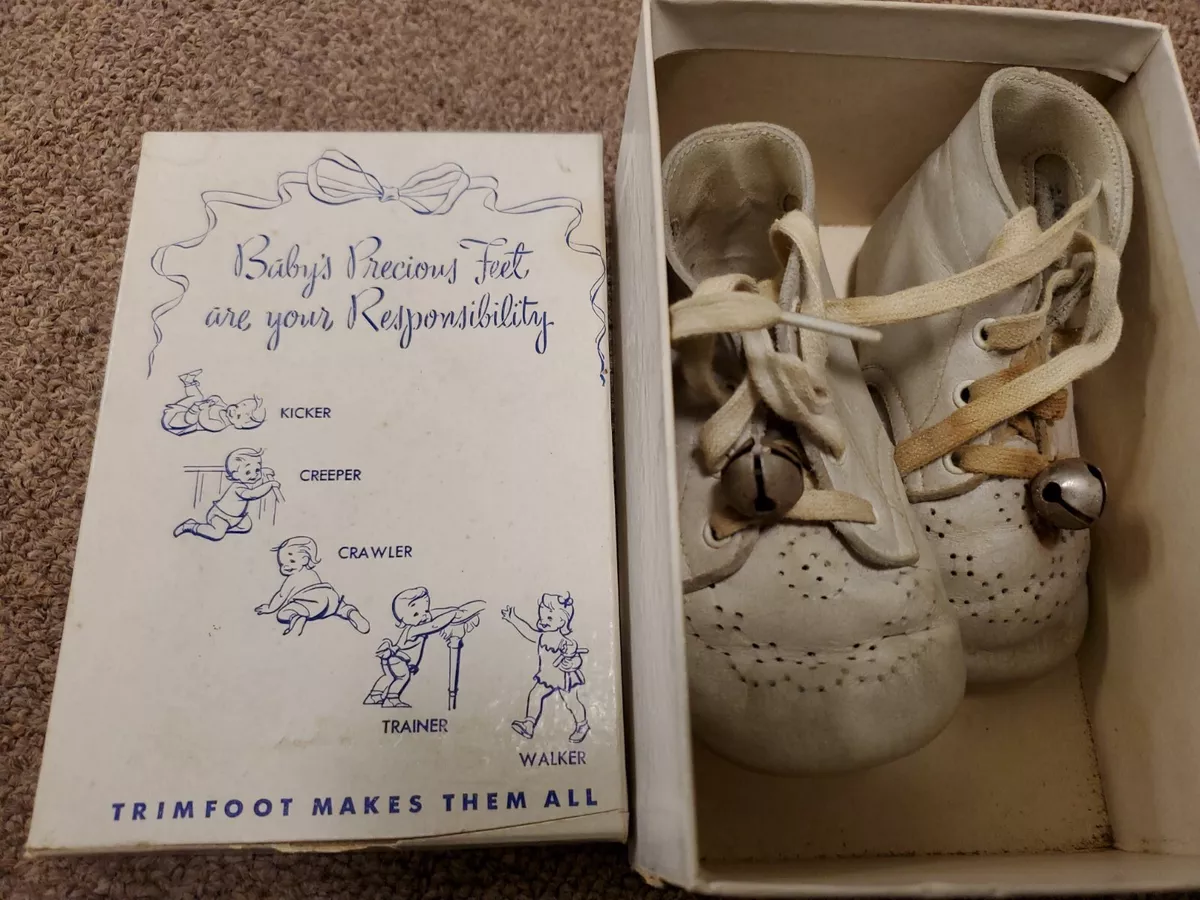 Baby's Precious Feet
are your Responsibility
KICKER
CREEPER
CRAWLER
TRAINER
WALKER
TRIMFOOT MAKES THEM ALL